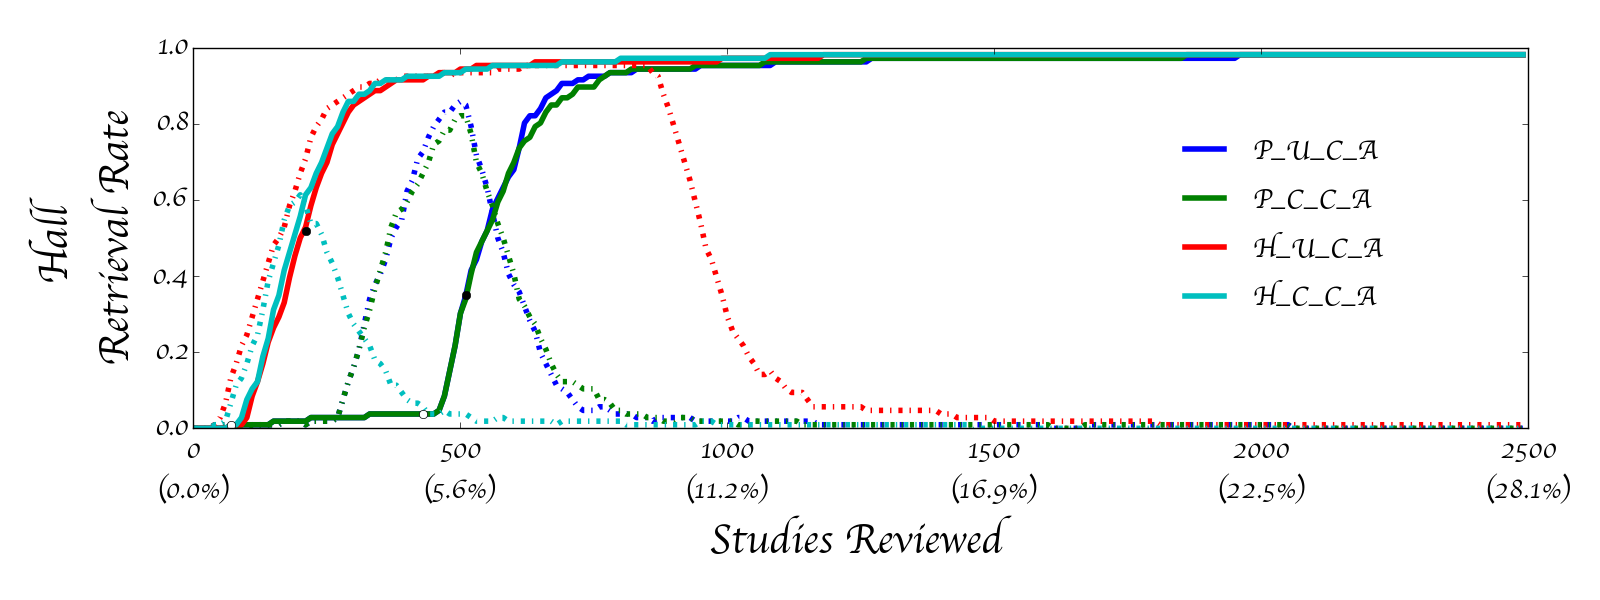 Hall
Retrieval Rate
1.0
0.8
0.6
0.4
0.2
0.0
P_U_C_A
P_C_C_A
H_U_C_A
H_C_C_A
0 500 1000 1500 2000 2500
(0.0%) (5.6%) (11.2%) (16.9%) (22.5%) (28.1%)
Studies Reviewed